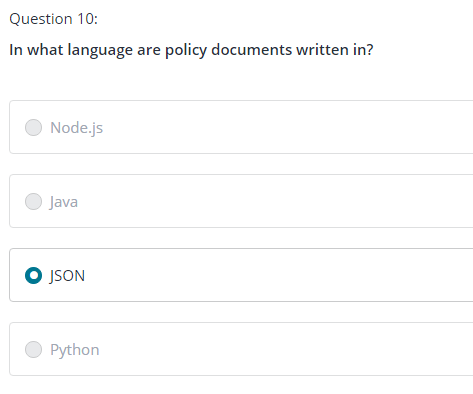 Question 10:
In what language are policy documents written in?
Node.js
Java
JSON
Python